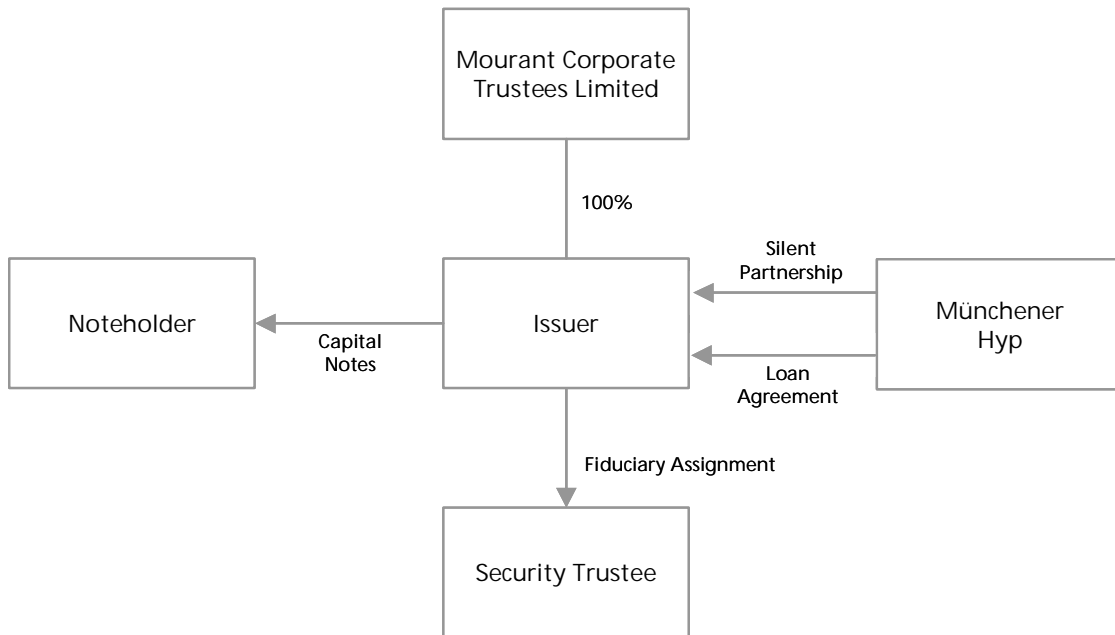 Mourant Corporate
Trustees Limited
100%
Silent
Partnership
Noteholder
Capital
Notes
Issuer
Münchener
Hyp
Loan
Agreement
Fiduciary Assignment
Security Trustee